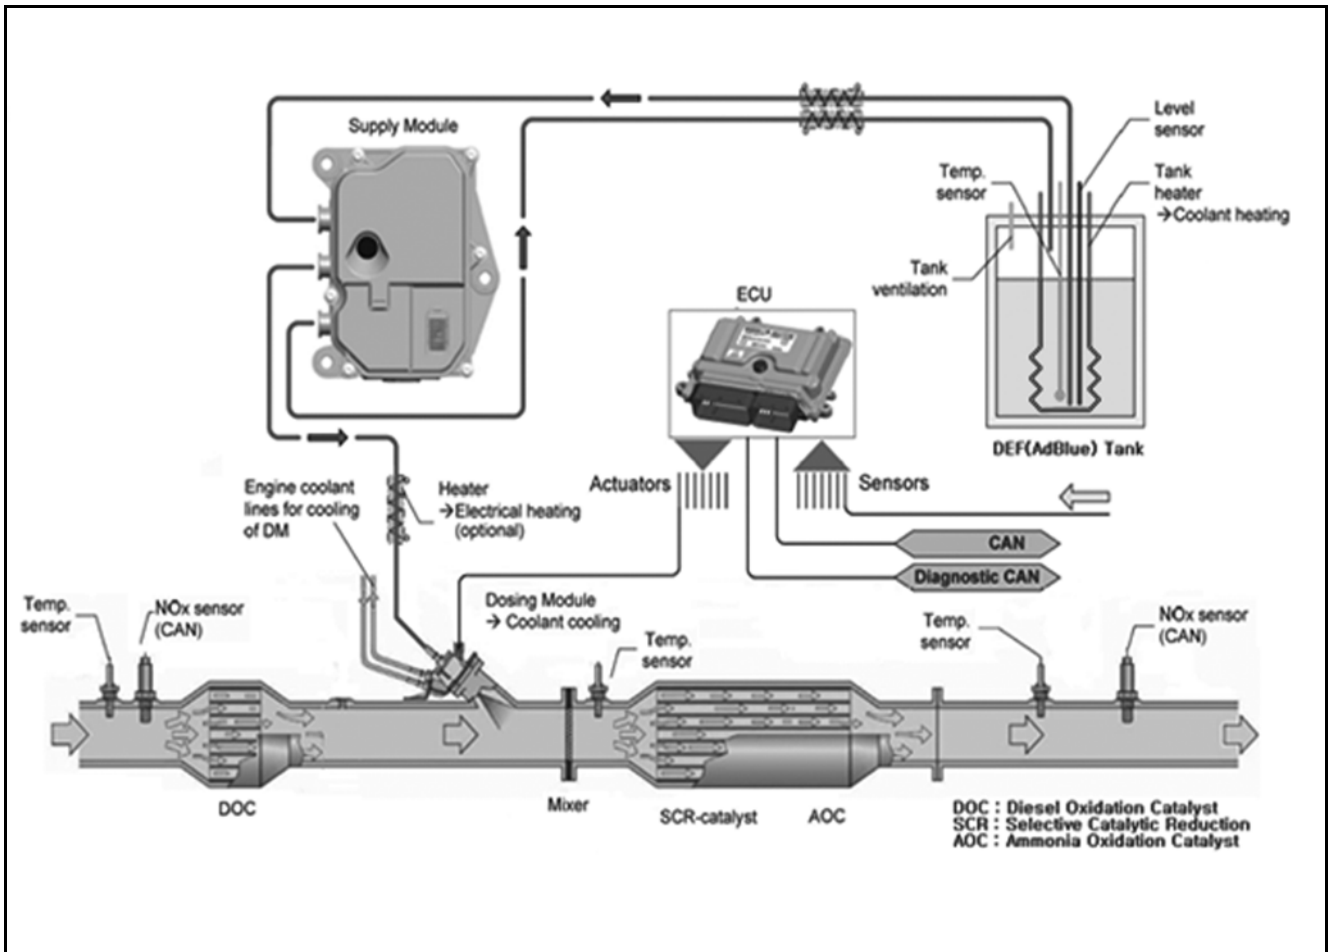 Supply Module
Level
sensor
Temp.
sensor
Tank
heater
→Coolant heating
Tank
ventilation
ECU
DEF(AdBlue) Tank
Actuators
Sensors
Engine coolant
lines for cooling
of DM
Heater
→Electrical heating
(optional)
CAN
Diagnostic CAN
Temp.
sensor
NOx sensor
(CAN)
Dosing Module
→ Coolant cooling
Temp.
sensor
Temp.
sensor
NOx sensor
(CAN)
DOC
Mixer
SCR-catalyst
AOC
DOC : Diesel Oxidation Catalyst
SCR : Selective Catalytic Reduction
AOC : Ammonia Oxidation Catalyst